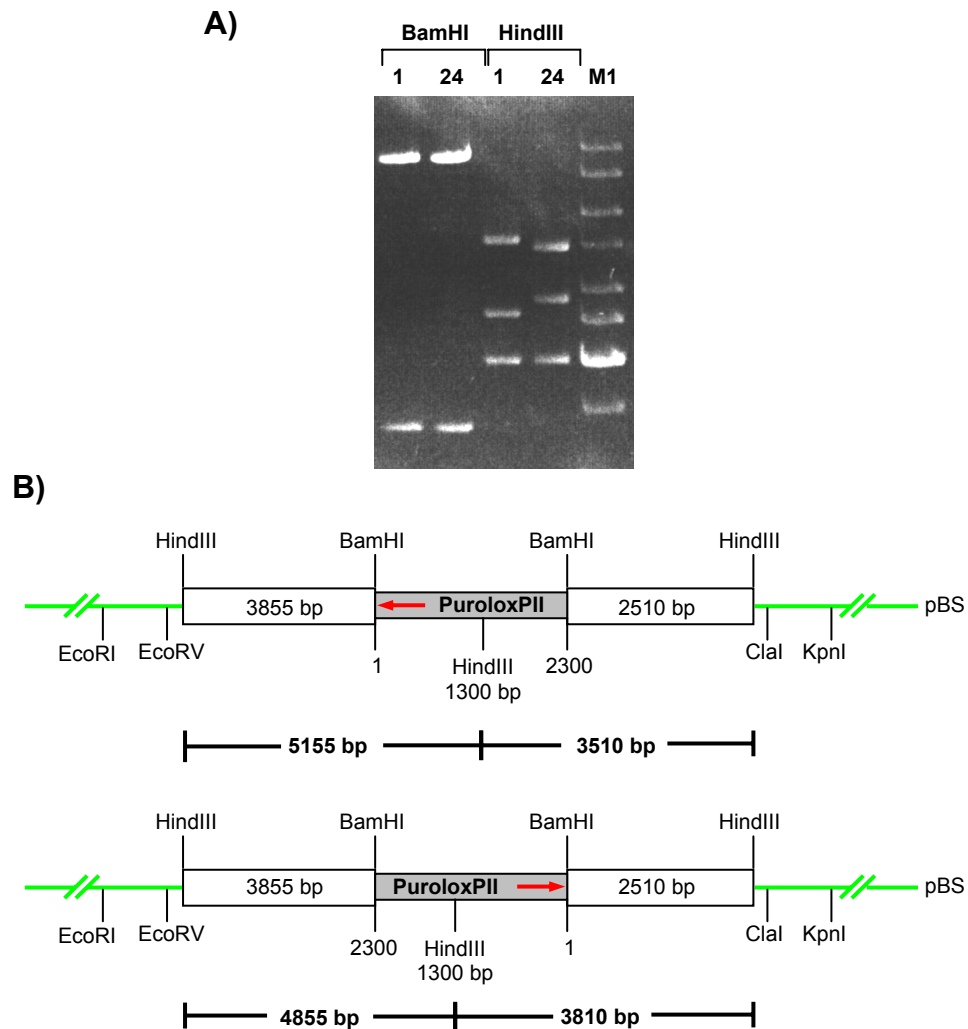 A)
BamHI HindIII
1 24 1 24 M1
B)
HindIII BamHI BamHI HindIII
3855 bp PuroloxPII 2510 bp pBS
EcoRI EcoRV 1 HindIII 2300 ClaI KpnI
1300 bp
5155 bp 3510 bp
HindIII BamHI BamHI HindIII
3855 bp PuroloxPII 2510 bp pBS
EcoRI EcoRV 2300 HindIII 1 ClaI KpnI
1300 bp
4855 bp 3810 bp